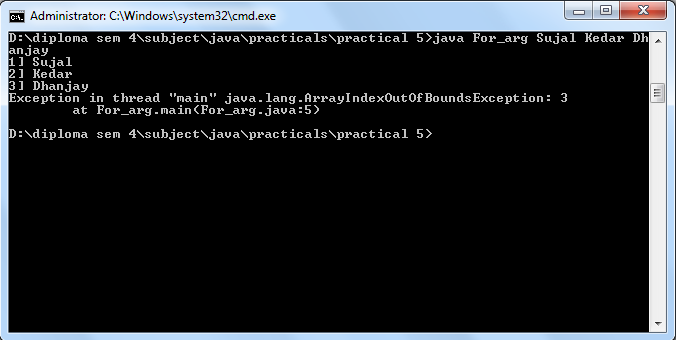 Administrator: C:\Windows\system32\cmd.exe
D:\diploma sem 4\subject\java\practicals\practical 5>java For_arg Sujal Kedar Dh
anjay
1] Sujal
2] Kedar
3] Dhanjay
Exception in thread "main" java.lang.ArrayIndexOutOfBoundsException: 3
        at For_arg.main(For_arg.java:5)
D:\diploma sem 4\subject\java\practicals\practical 5>